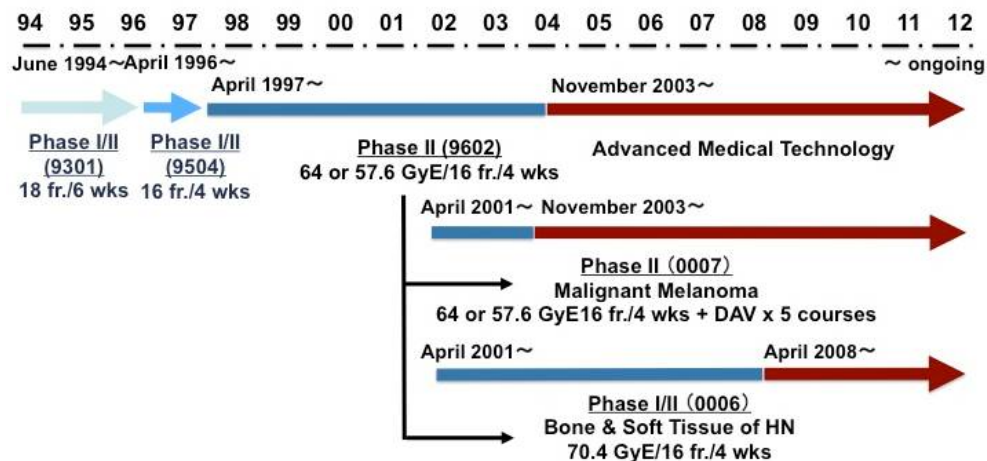 94 95 96 97 98 99 00 01 02 03 04 05 06 07 08 09 10 11 12
June 1994～April 1996～ ～ ongoing
April 1997～ November 2003～
Phase I/II (9301) 18 fr./6 wks
Phase I/II (9504) 16 fr./4 wks
Phase II (9602)
64 or 57.6 GyE/16 fr./4 wks
Advanced Medical Technology
April 2001～ November 2003～
Phase II（0007）
Malignant Melanoma
64 or 57.6 GyE16 fr./4 wks + DAV x 5 courses
April 2001～ April 2008～
Phase I/II（0006）
Bone & Soft Tissue of HN
70.4 GyE/16 fr./4 wks